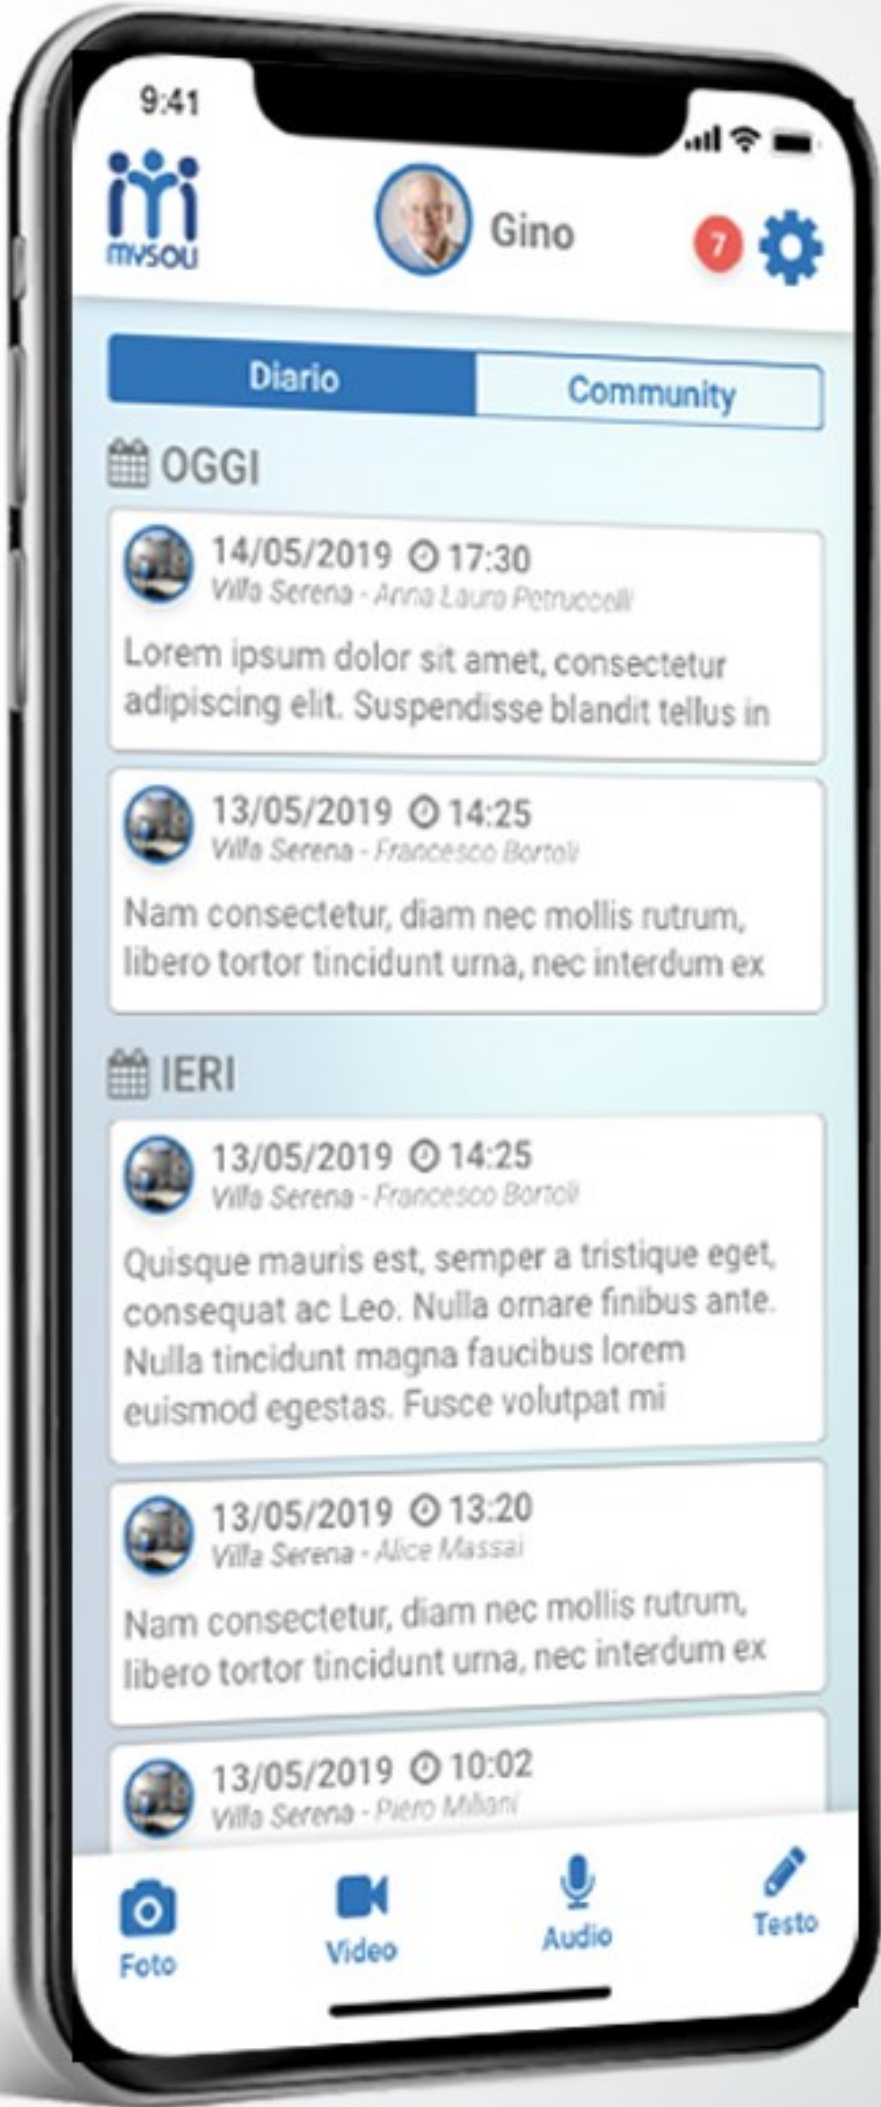 9:41
MYSOLI
Gino
7
Diario
Community
OGGI
14/05/2019 17:30
Villa Serena - Anna Laura Petruccelli
Lorem ipsum dolor sit amet, consectetur
adipiscing elit. Suspendisse blandit tellus in
13/05/2019 14:25
Villa Serena - Francesco Bortoli
Nam consectetur, diam nec mollis rutrum,
libero tortor tincidunt urna, nec interdum ex
IERI
13/05/2019 14:25
Villa Serena - Francesco Bortoli
Quisque mauris est, semper a tristique eget,
consequat ac Leo. Nulla ornare finibus ante.
Nulla tincidunt magna faucibus lorem
euismod egestas. Fusce volutpat mi
13/05/2019 13:20
Villa Serena - Alice Massai
Nam consectetur, diam nec mollis rutrum,
libero tortor tincidunt urna, nec interdum ex
13/05/2019 10:02
Villa Serena - Piero Miliani
Foto
Video
Audio
Testo